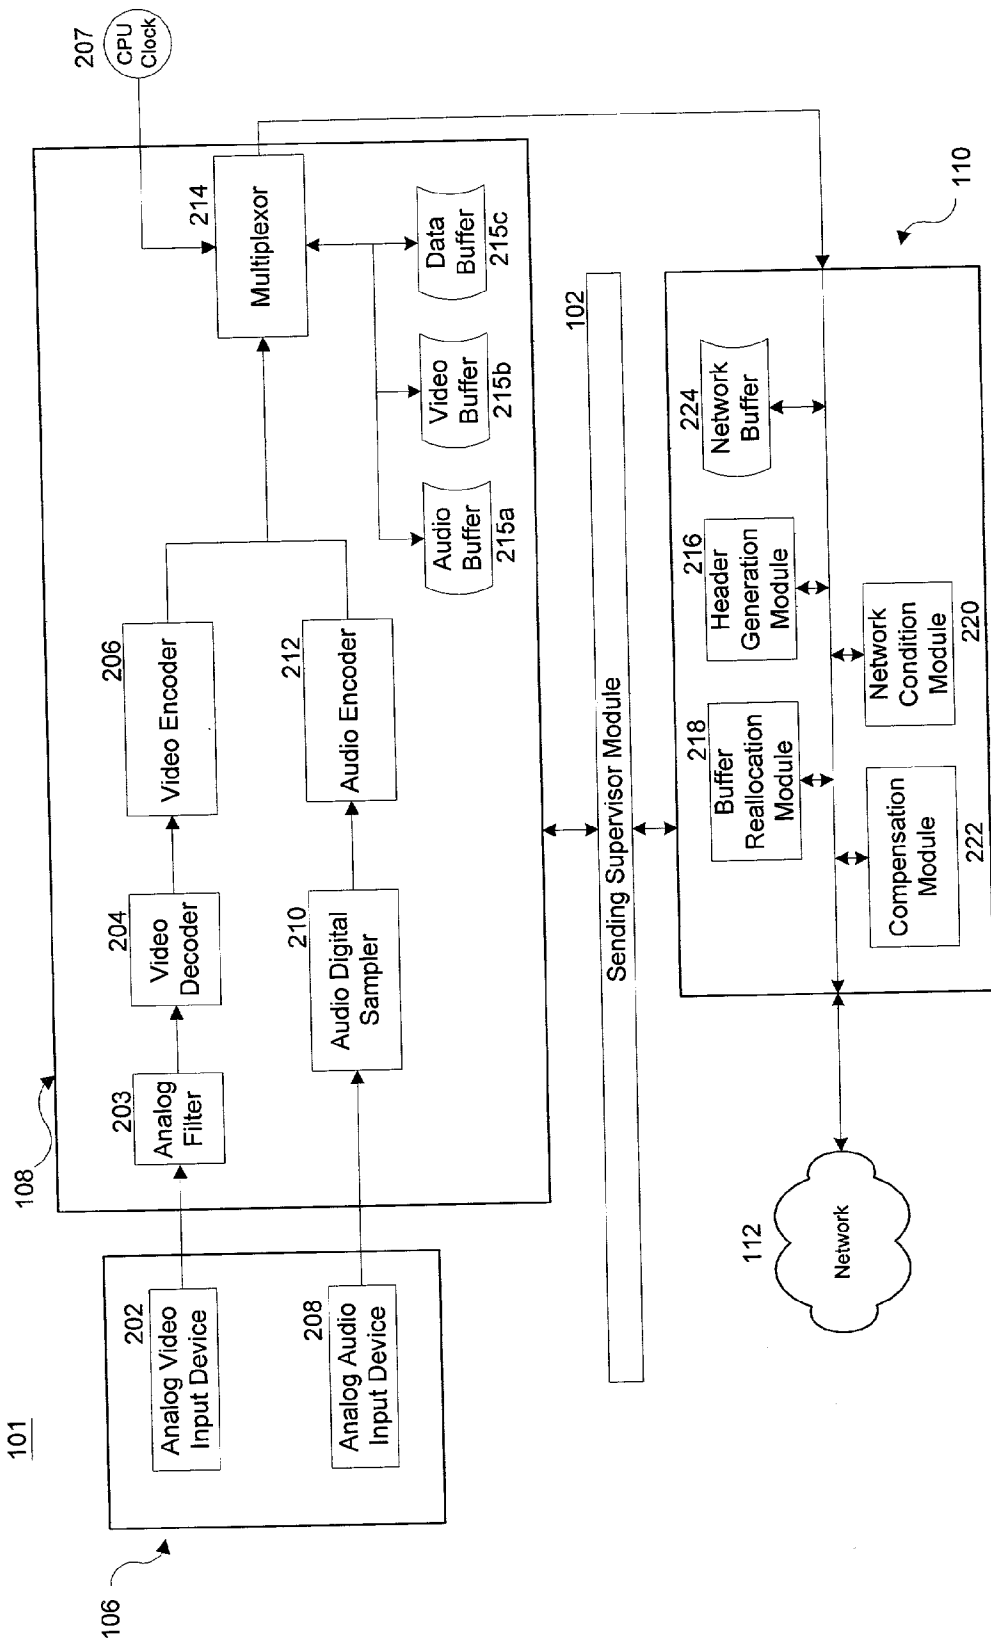 101
106
202
Analog Video
Input Device
208
Analog Audio
Input Device
108
203
Analog
Filter
204
Video
Decoder
206
Video Encoder
210
Audio Digital
Sampler
212
Audio Encoder
207
CPU
Clock
214
Multiplexor
Audio
Buffer
215a
Video
Buffer
215b
Data
Buffer
215c
Sending Supervisor Module
102
110
218
Buffer
Reallocation
Module
216
Header
Generation
Module
224
Network
Buffer
Compensation
Module
222
Network
Condition
Module
220
112
Network